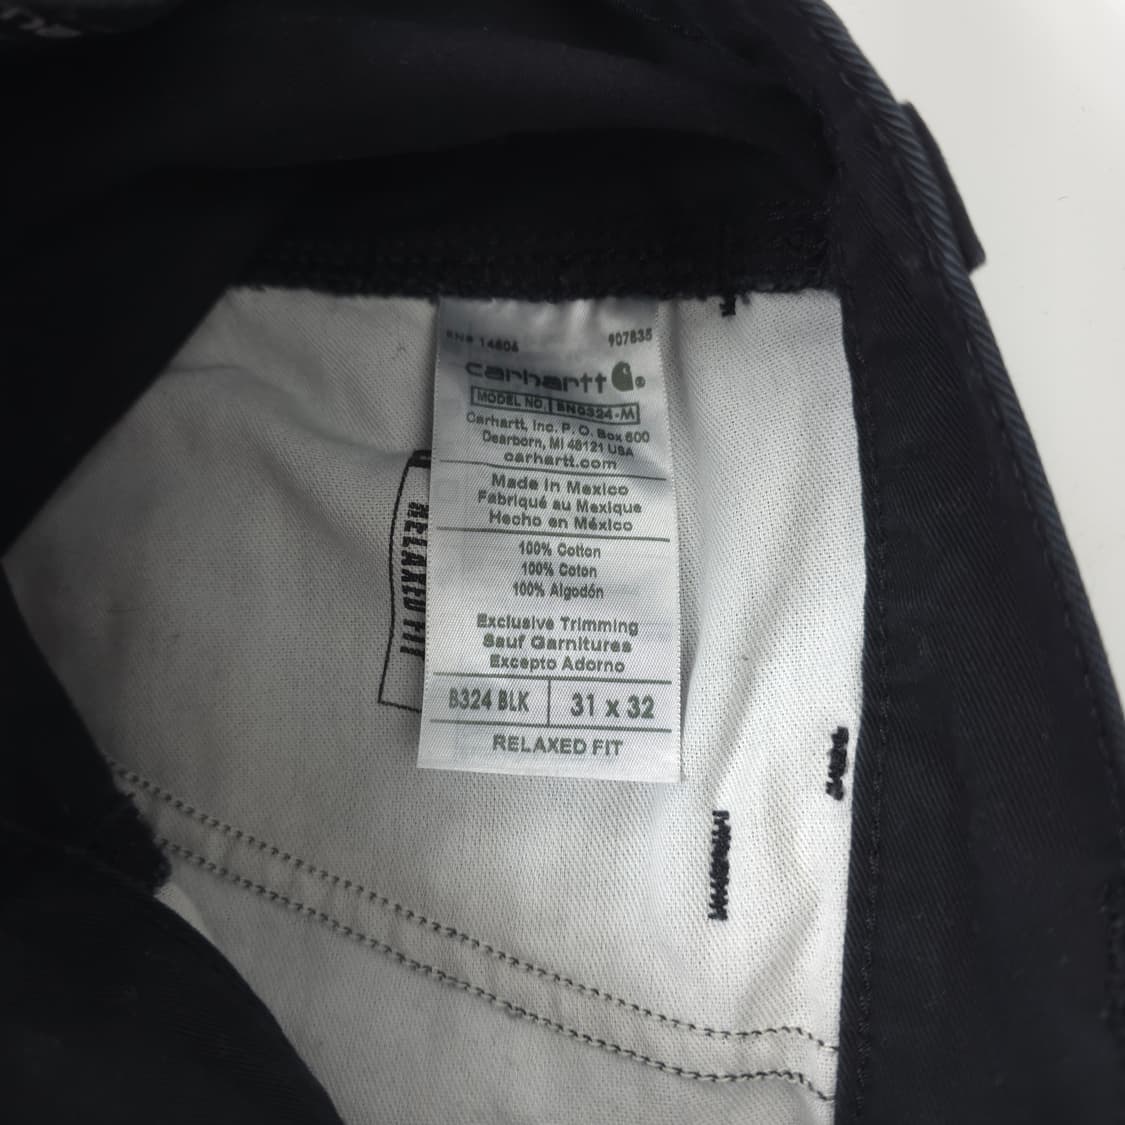 RN# 14806 907835
carhartt
MODEL NO. BN0324-M
Carhartt, Inc. P. O. Box 600
Dearborn, MI 48121 USA
carhartt.com
Made in Mexico
Fabriqué au Mexique
Hecho en México
100% Cotton
100% Coton
100% Algodón
Exclusive Trimming
Sauf Garnitures
Excepto Adorno
B324 BLK 31 x 32
RELAXED FIT
RELAXED FIT